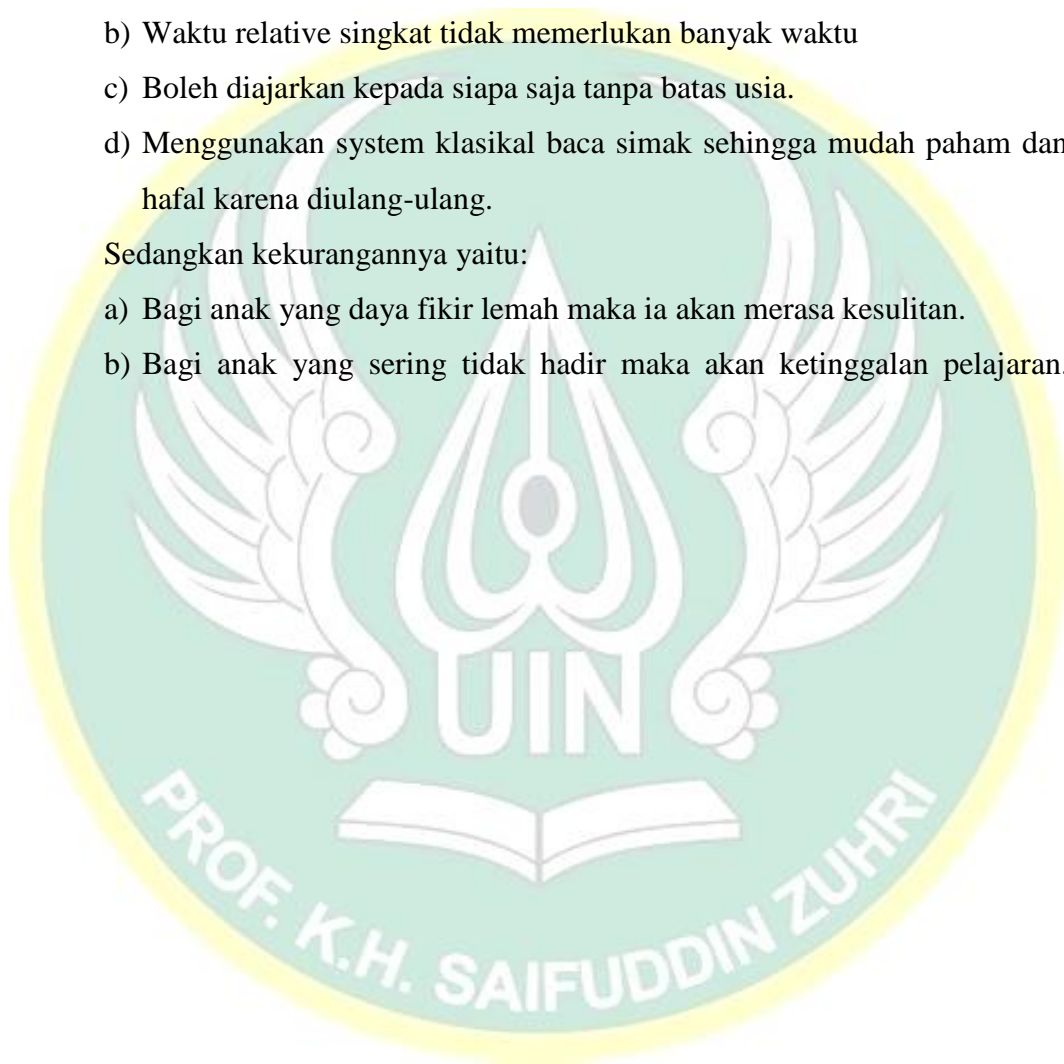 b) Waktu relative singkat tidak memerlukan banyak waktu
c) Boleh diajarkan kepada siapa saja tanpa batas usia.
d) Menggunakan system klasikal baca simak sehingga mudah paham dan
hafal karena diulang-ulang.
Sedangkan kekurangannya yaitu:
a) Bagi anak yang daya fikir lemah maka ia akan merasa kesulitan.
b) Bagi anak yang sering tidak hadir maka akan ketinggalan pelajaran.
UIN
PROF. K.H. SAIFUDDIN ZUHRI